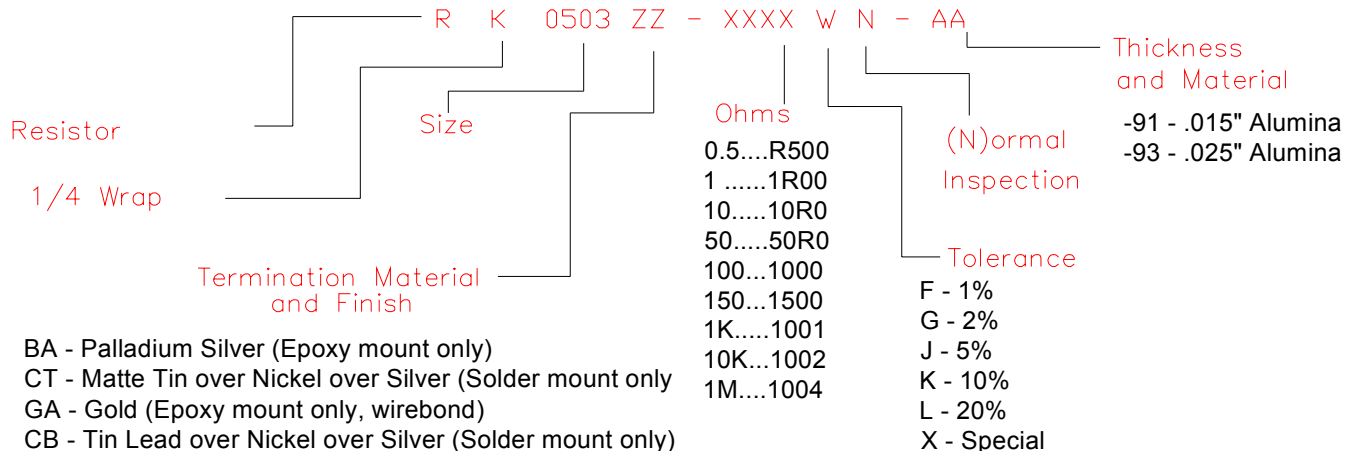 R K 0503 ZZ - XXXX W N - AA
Thickness
and Material
-91 - .015" Alumina
-93 - .025" Alumina
Resistor
Size
Ohms
0.5....R500
1 ......1R00
10.....10R0
50.....50R0
100...1000
150...1500
1K.....1001
10K...1002
1M....1004
(N)ormal
Inspection
1/4 Wrap
Termination Material
and Finish
BA - Palladium Silver (Epoxy mount only)
CT - Matte Tin over Nickel over Silver (Solder mount only
GA - Gold (Epoxy mount only, wirebond)
CB - Tin Lead over Nickel over Silver (Solder mount only)
Tolerance
F - 1%
G - 2%
J - 5%
K - 10%
L - 20%
X - Special